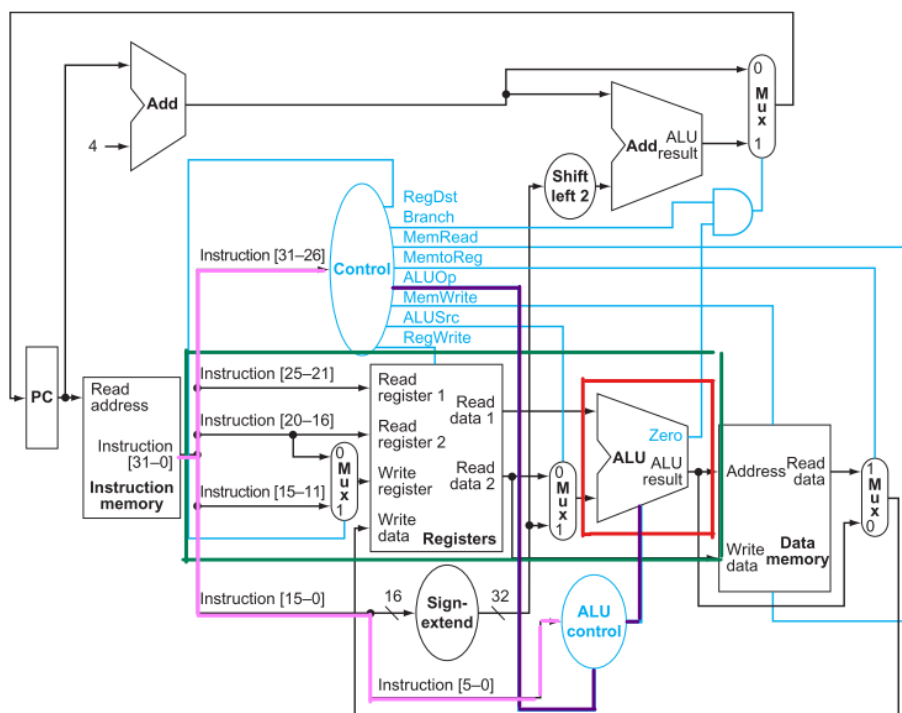 Add
4
Add
ALU
result
0
Mux
1
Shift
left 2
RegDst
Branch
MemRead
MemtoReg
ALUOp
MemWrite
ALUSrc
RegWrite
Control
Instruction [31–26]
PC
Read
address
Instruction
[31–0]
Instruction
memory
Instruction [25–21]
Instruction [20–16]
Instruction [15–11]
0
Mux
1
Read
register 1
Read
register 2
Write
register
Write
data
Read
data 1
Read
data 2
Registers
0
Mux
1
Zero
ALU
ALU
result
Address
Read
data
Write
data
Data
memory
1
Mux
0
Instruction [15–0]
16
Sign-
extend
32
ALU
control
Instruction [5–0]